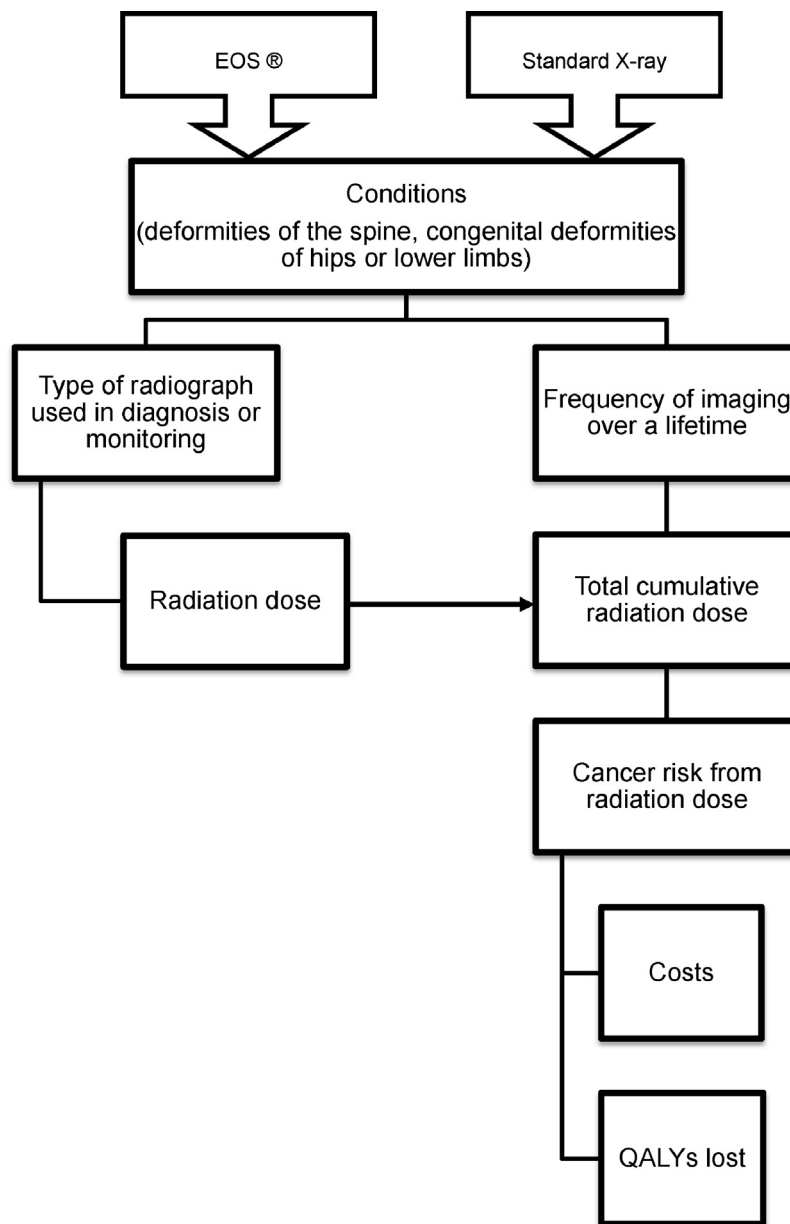 EOS ®
Standard X-ray
Conditions
(deformities of the spine, congenital deformities
of hips or lower limbs)
Type of radiograph
used in diagnosis or
monitoring
Frequency of imaging
over a lifetime
Radiation dose
Total cumulative
radiation dose
Cancer risk from
radiation dose
Costs
QALYs lost